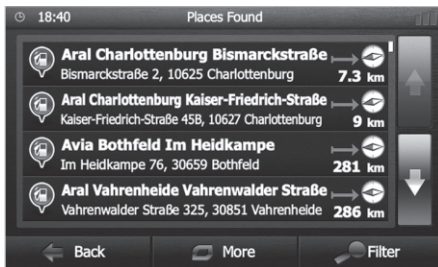 18:40 Places Found
Aral Charlottenburg Bismarckstraße
Bismarckstraße 2, 10625 Charlottenburg 7.3 km
Aral Charlottenburg Kaiser-Friedrich-Straße
Kaiser-Friedrich-Straße 45B, 10627 Charlottenburg 9 km
Avia Bothfeld Im Heidkampe
Im Heidkampe 76, 30659 Bothfeld 281 km
Aral Vahrenheide Vahrenwalder Straße
Vahrenwalder Straße 325, 30851 Vahrenheide 286 km
Back More Filter